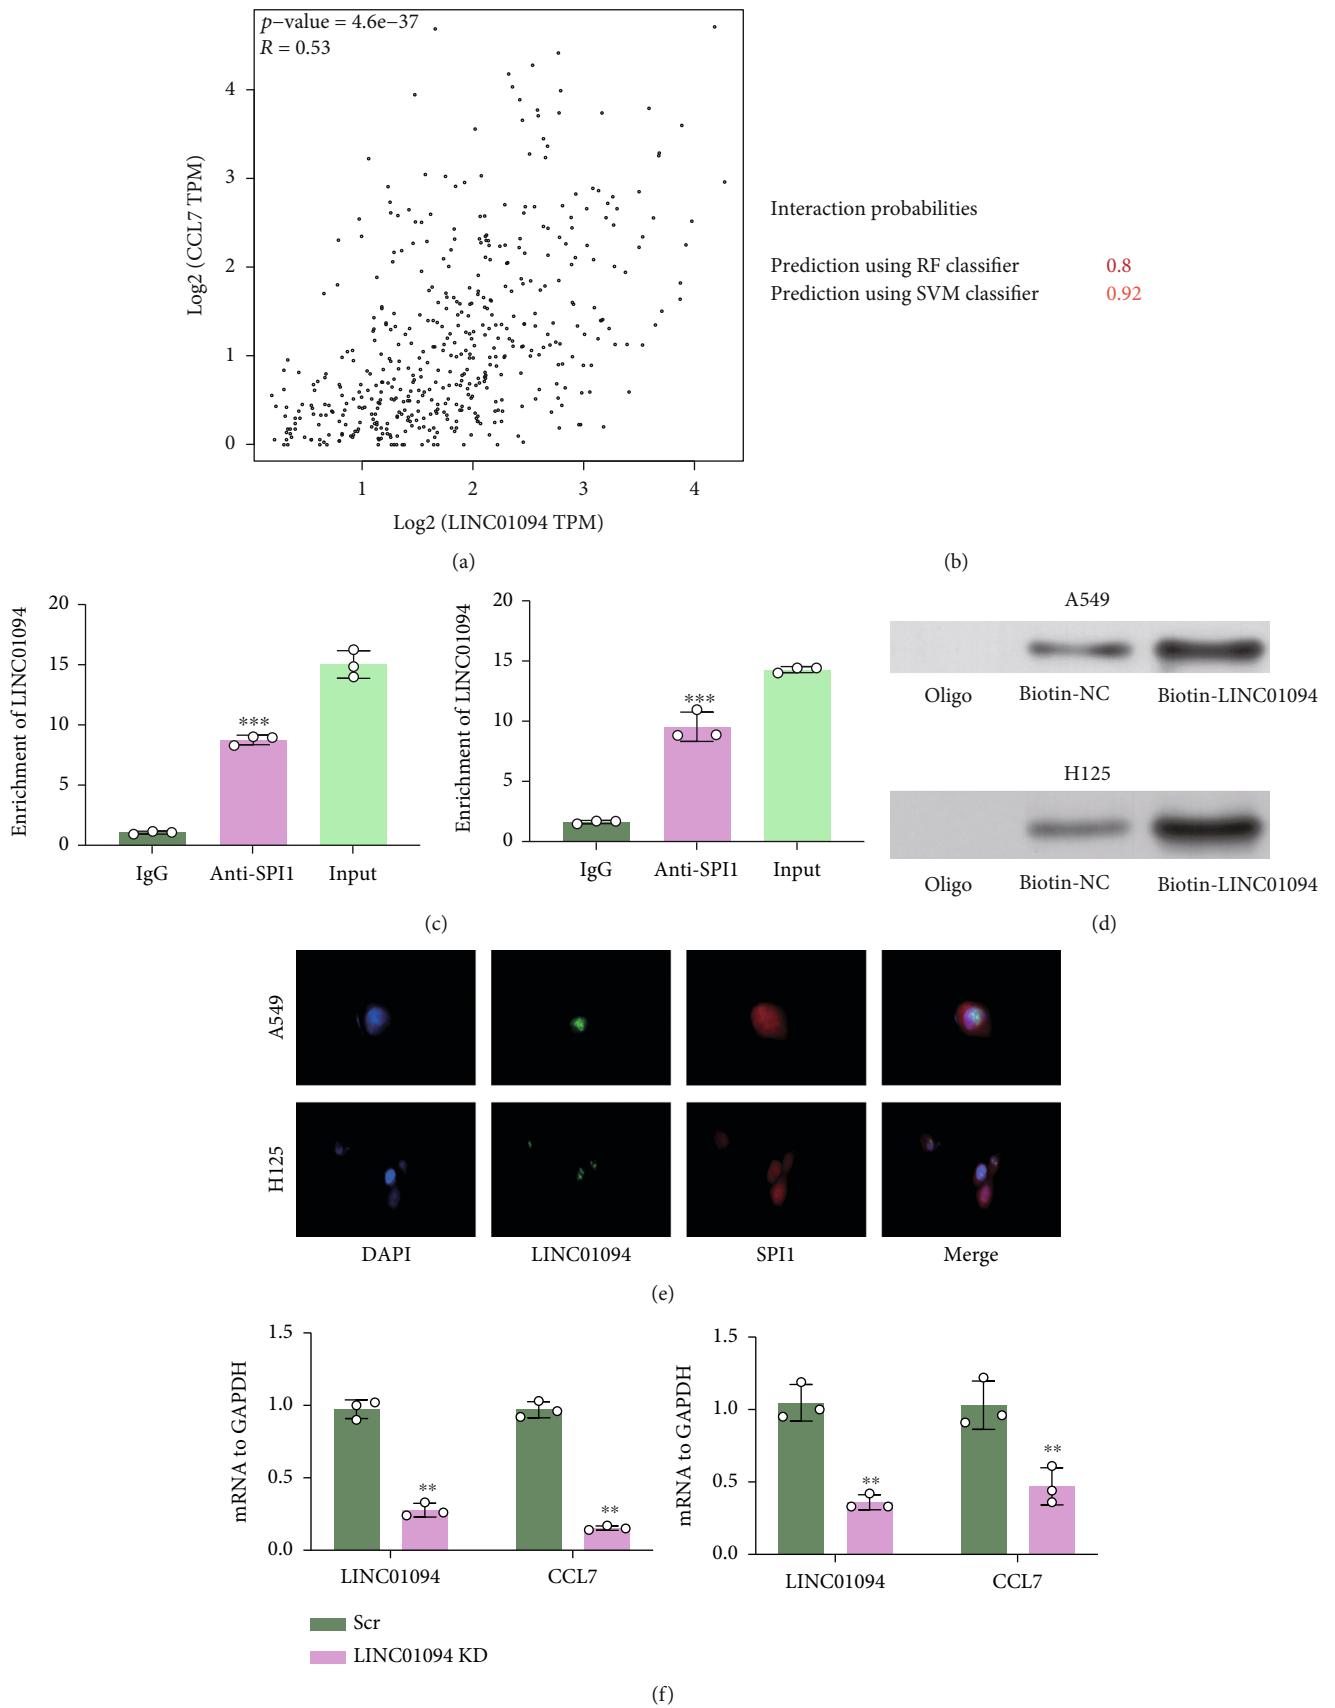 p−value = 4.6e−37
R = 0.53
Log2 (CCL7 TPM)
4
3
2
1
0
1 2 3 4
Log2 (LINC01094 TPM)
(a)
Interaction probabilities
Prediction using RF classifier 0.8
Prediction using SVM classifier 0.92
(b)
Enrichment of LINC01094
20
15
10
5
0
***
IgG Anti-SPI1 Input
Enrichment of LINC01094
20
15
10
5
0
***
IgG Anti-SPI1 Input
(c)
A549
Oligo Biotin-NC Biotin-LINC01094
H125
Oligo Biotin-NC Biotin-LINC01094
(d)
A549
H125
DAPI LINC01094 SPI1 Merge
(e)
mRNA to GAPDH
1.5
1.0
0.5
0.0
**
**
LINC01094 CCL7
mRNA to GAPDH
1.5
1.0
0.5
0.0
**
**
LINC01094 CCL7
Scr
LINC01094 KD
(f)